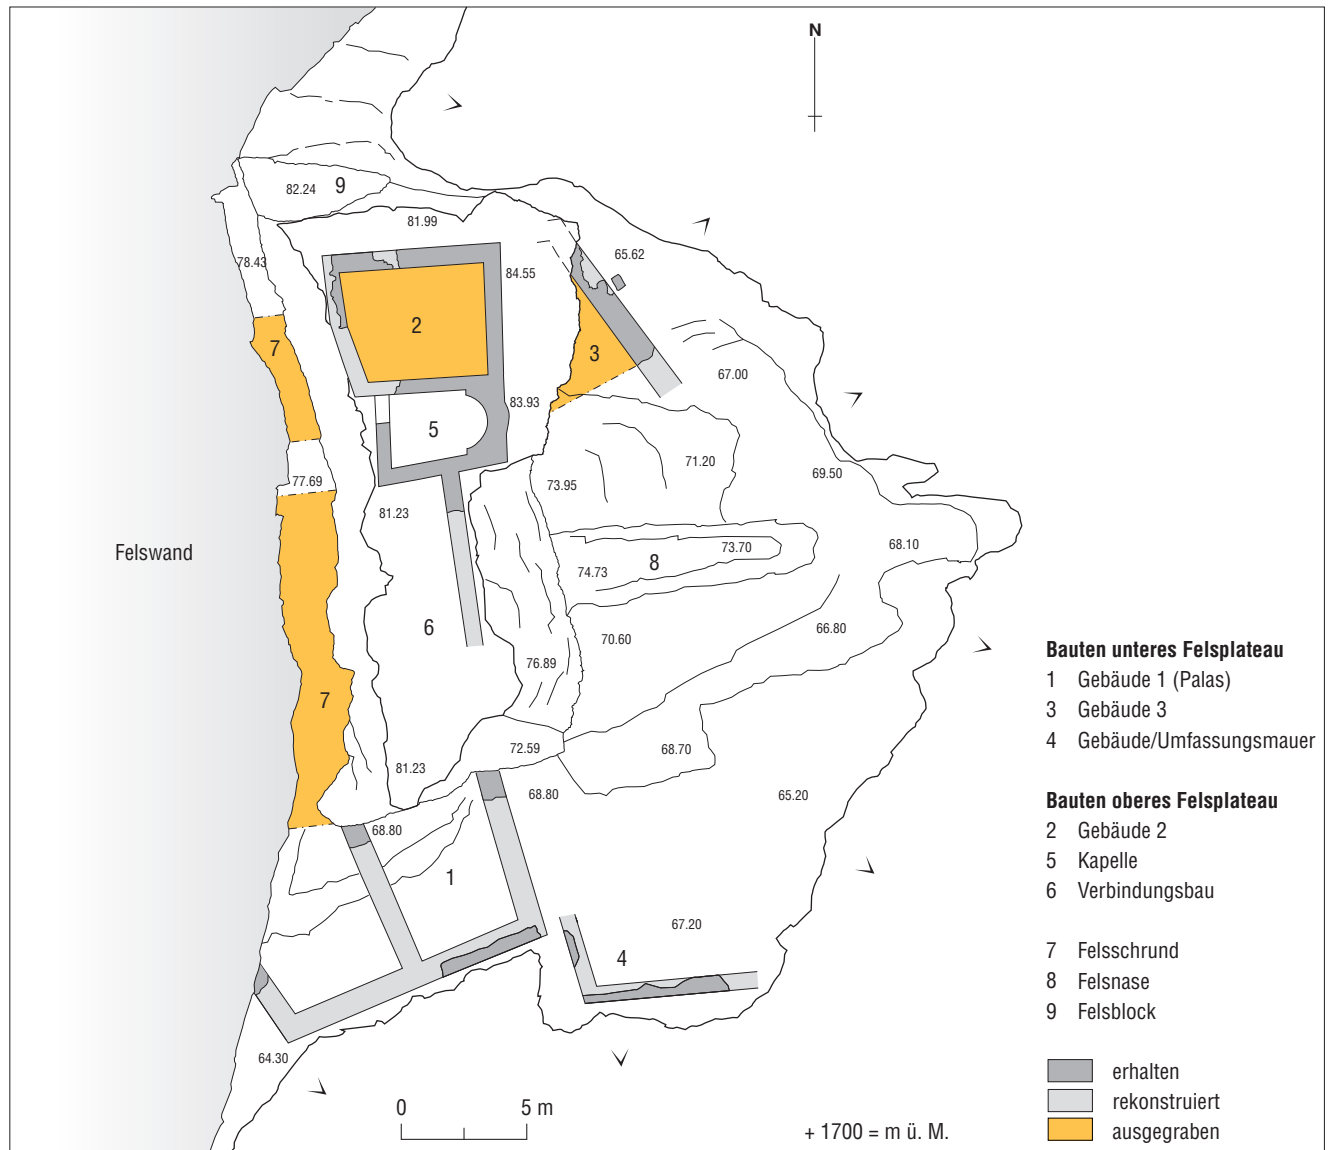 N
82.24 9
81.99
65.62
78.43
84.55
2
7
3
67.00
83.93
5
71.20
69.50
77.69
73.95
81.23
Felswand
73.70
68.10
8
74.73
6
70.60
66.80
76.89
7
72.59
68.70
81.23
68.80
65.20
68.80
1
67.20
4
64.30
0 5 m
+ 1700 = m ü. M.
Bauten unteres Felsplateau
1 Gebäude 1 (Palas)
3 Gebäude 3
4 Gebäude/Umfassungsmauer
Bauten oberes Felsplateau
2 Gebäude 2
5 Kapelle
6 Verbindungsbau
7 Felsschrund
8 Felsnase
9 Felsblock
erhalten
rekonstruiert
ausgegraben